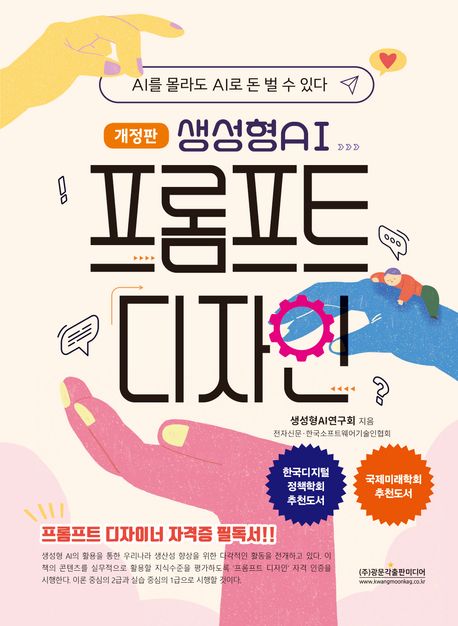 AI를 몰라도 AI로 돈 벌 수 있다
개정판 생성형AI
프롬프트
디자인
생성형AI연구회 지음
전자신문·한국소프트웨어기술인협회
한국디지털
정책학회
추천도서
국제미래학회
추천도서
프롬프트 디자이너 자격증 필독서!!
생성형 AI의 활용을 통한 우리나라 생산성 향상을 위한 다각적인 활동을 전개하고 있다. 이
책의 콘텐츠를 실무적으로 활용할 지식수준을 평가하도록 '프롬프트 디자인' 자격 인증을
시행한다. 이론 중심의 2급과 실습 중심의 1급으로 시행할 것이다.
(주)광문각출판미디어
www.kwangmoonkag.co.kr